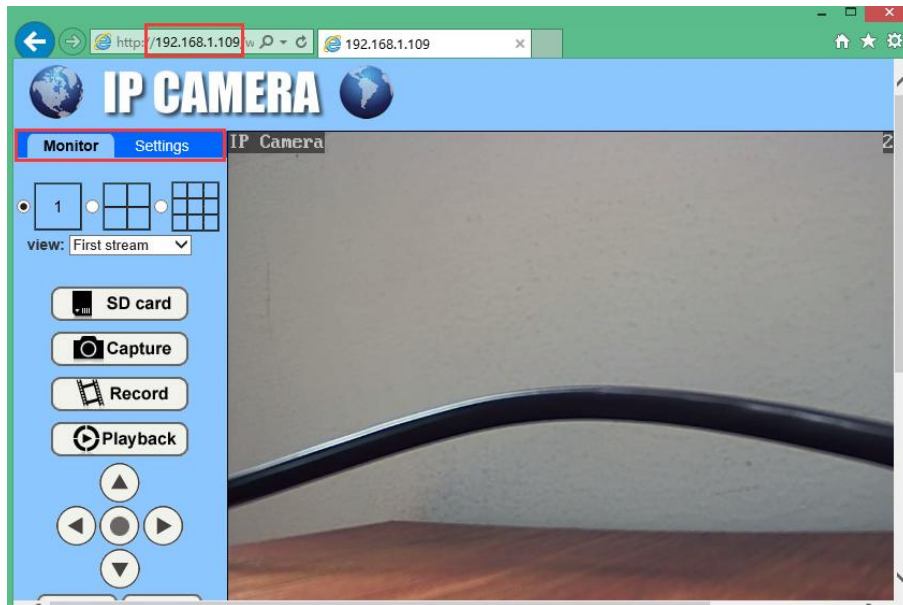 http://192.168.1.109/w
192.168.1.109
IP CAMERA
Monitor Settings
IP Camera
2
1
view: First stream
SD card
Capture
Record
Playback